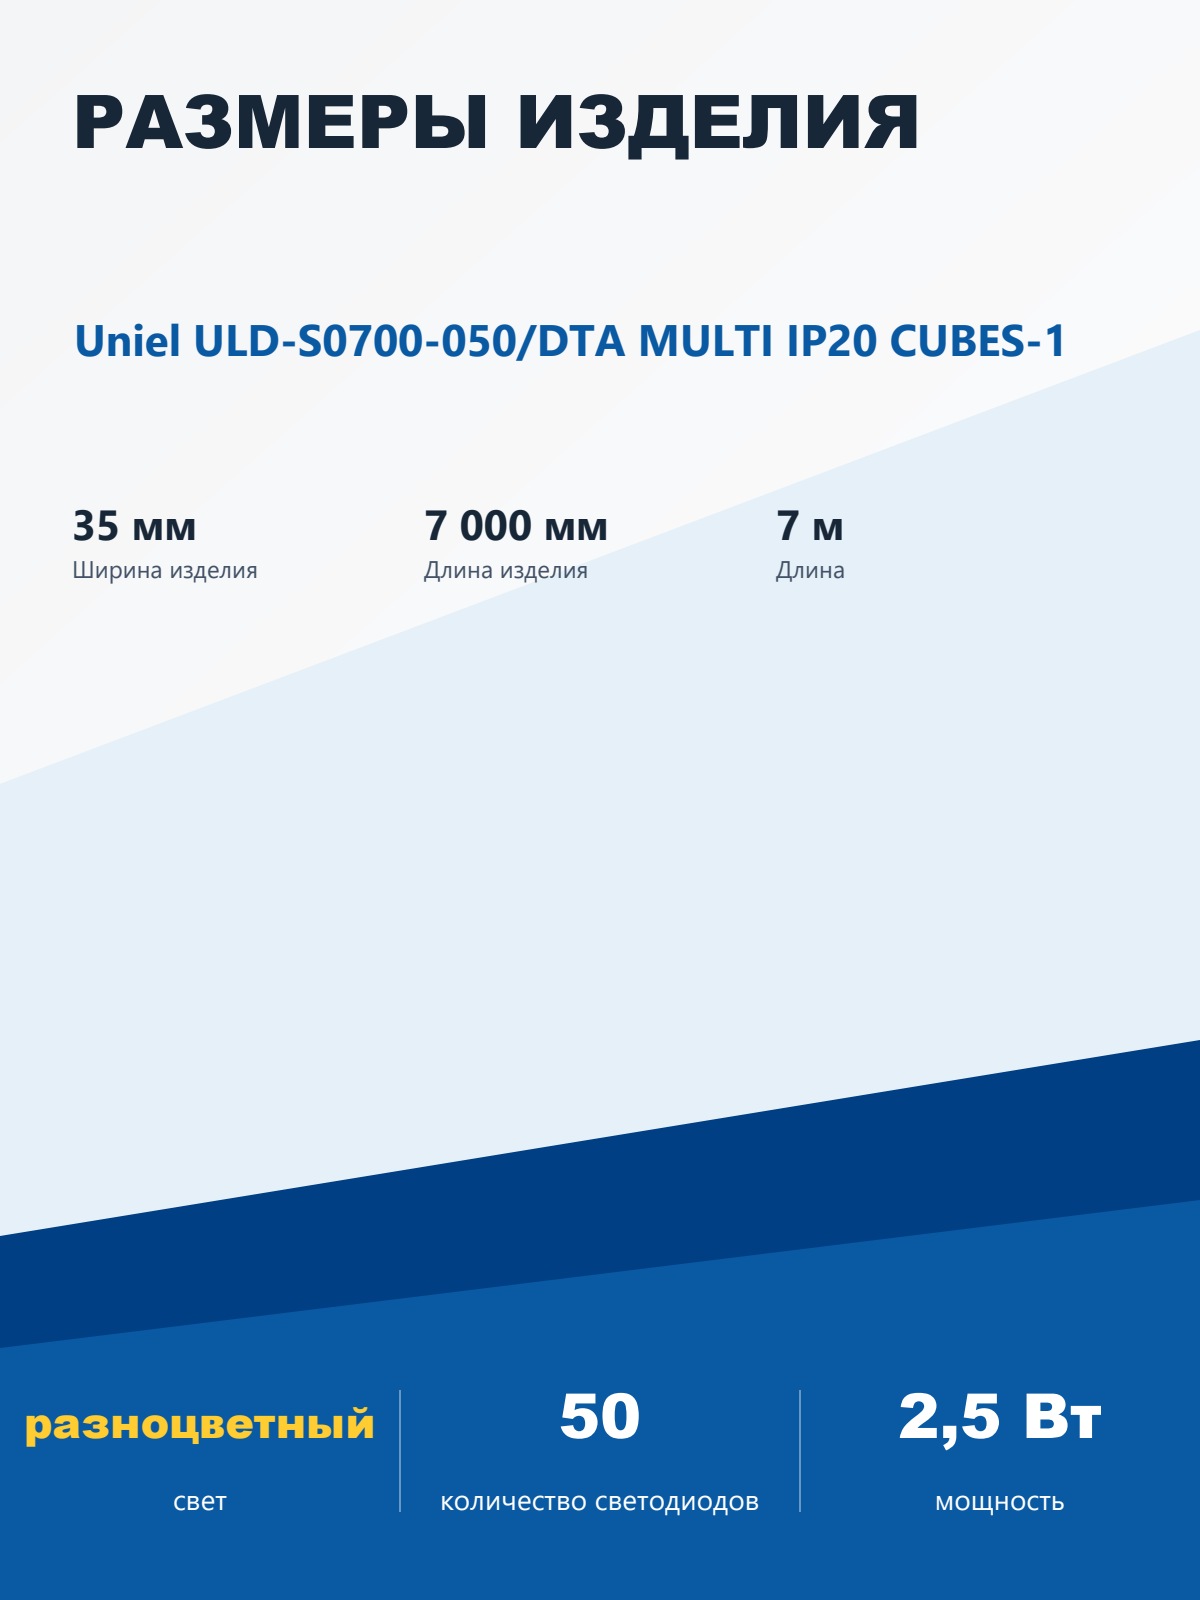 РАЗМЕРЫ ИЗДЕЛИЯ
Uniel ULD-S0700-050/DTA MULTI IP20 CUBES-1
35 мм
Ширина изделия
7 000 мм
Длина изделия
7 м
Длина
разноцветный
свет
50
количество светодиодов
2,5 Вт
мощность